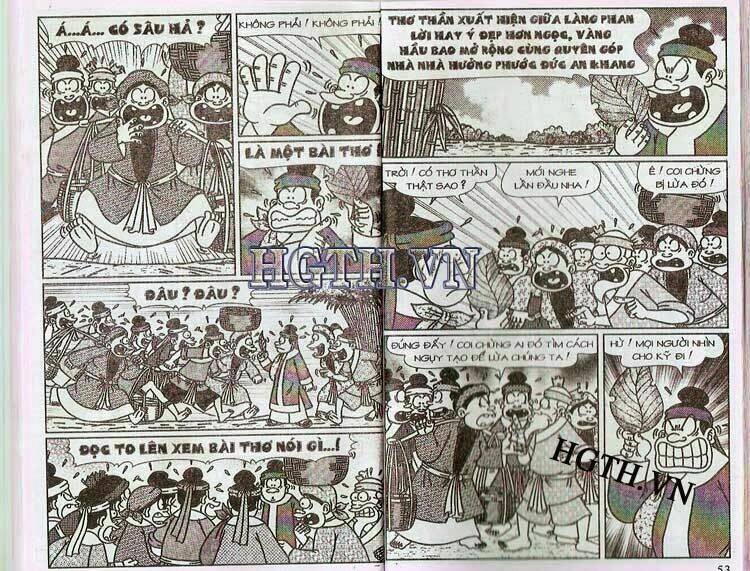 Á...Á... CÓ SÂU HẢ ?
KHÔNG PHẢI ! KHÔNG PHẢI !
LÀ MỘT BÀI THƠ
ĐÂU ? ĐÂU ?
ĐỌC TO LÊN XEM BÀI THƠ NÓI GÌ...!
THƠ THẦN XUẤT HIỆN GIỮA LÀNG PHAN
LỜI HAY Ý ĐẸP HƠN NGỌC, VÀNG
HẦU BAO MỞ RỘNG CÙNG QUYÊN GÓP
NHÀ NHÀ HƯỞNG PHƯỚC ĐỨC AN KHANG
TRỜI ! CÓ THƠ THẦN
THẬT SAO ?
MỚI NGHE
LẦN ĐẦU NHA !
Ê ! COI CHỪNG
BỊ LỪA ĐÓ !
ĐÚNG ĐẤY ! COI CHỪNG AI ĐÓ TÌM CÁCH
NGỤY TẠO ĐỂ LỪA CHÚNG TA !
HỪ ! MỌI NGƯỜI NHÌN
CHO KỸ ĐI !
HGTH.VN
HGTH.VN
53